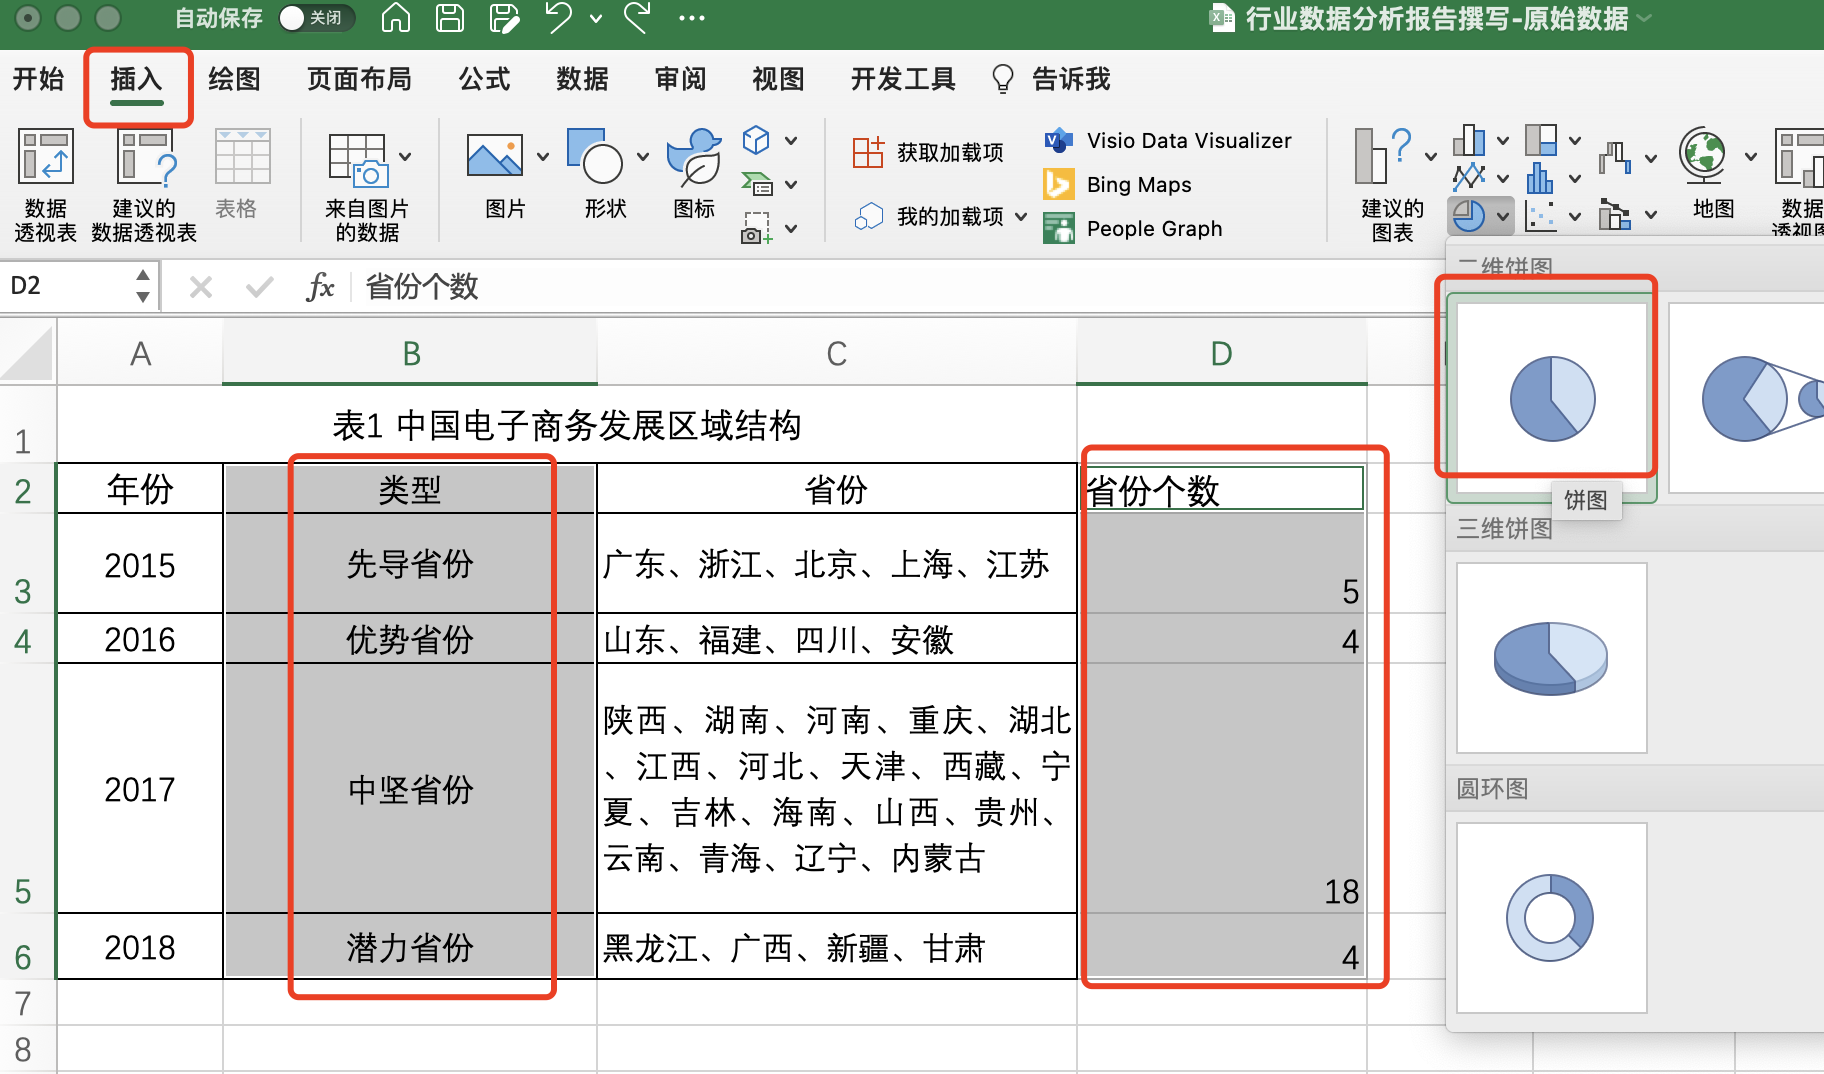 自动保存 关闭 行业数据分析报告撰写-原始数据
开始 插入 绘图 页面布局 公式 数据 审阅 视图 开发工具 告诉我
数据
透视表
建议的
数据透视表
表格
来自图片
的数据
图片
形状
图标
获取加载项
我的加载项
Visio Data Visualizer
Bing Maps
People Graph
建议的
图表
地图
数据
透视图
D2 fx 省份个数
二维饼图
饼图
三维饼图
圆环图
A B C D
1 表1 中国电子商务发展区域结构
2 年份 类型 省份 省份个数
3 2015 先导省份 广东、浙江、北京、上海、江苏 5
4 2016 优势省份 山东、福建、四川、安徽 4
5 2017 中坚省份 陕西、湖南、河南、重庆、湖北
、江西、河北、天津、西藏、宁
夏、吉林、海南、山西、贵州、
云南、青海、辽宁、内蒙古 18
6 2018 潜力省份 黑龙江、广西、新疆、甘肃 4
7
8